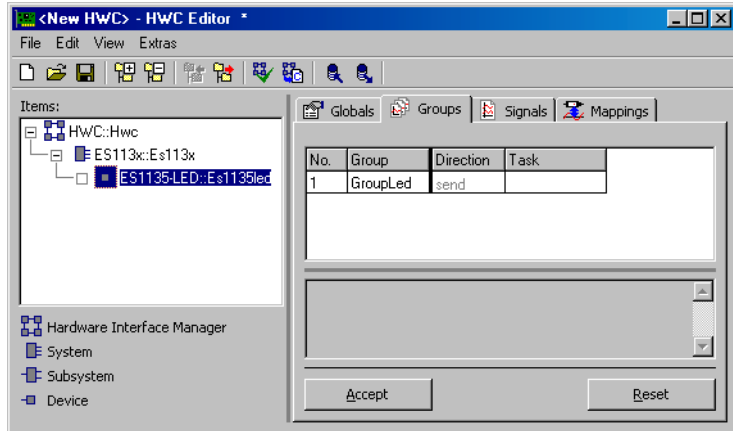 <New HWC> - HWC Editor *
File Edit View Extras
Items:
Globals Groups Signals Mappings
HWC::Hwc
ES113x::Es113x
ES1135-LED::Es1135led
No. Group Direction Task
1 GroupLed send
Hardware Interface Manager
System
Subsystem
Device
Accept Reset